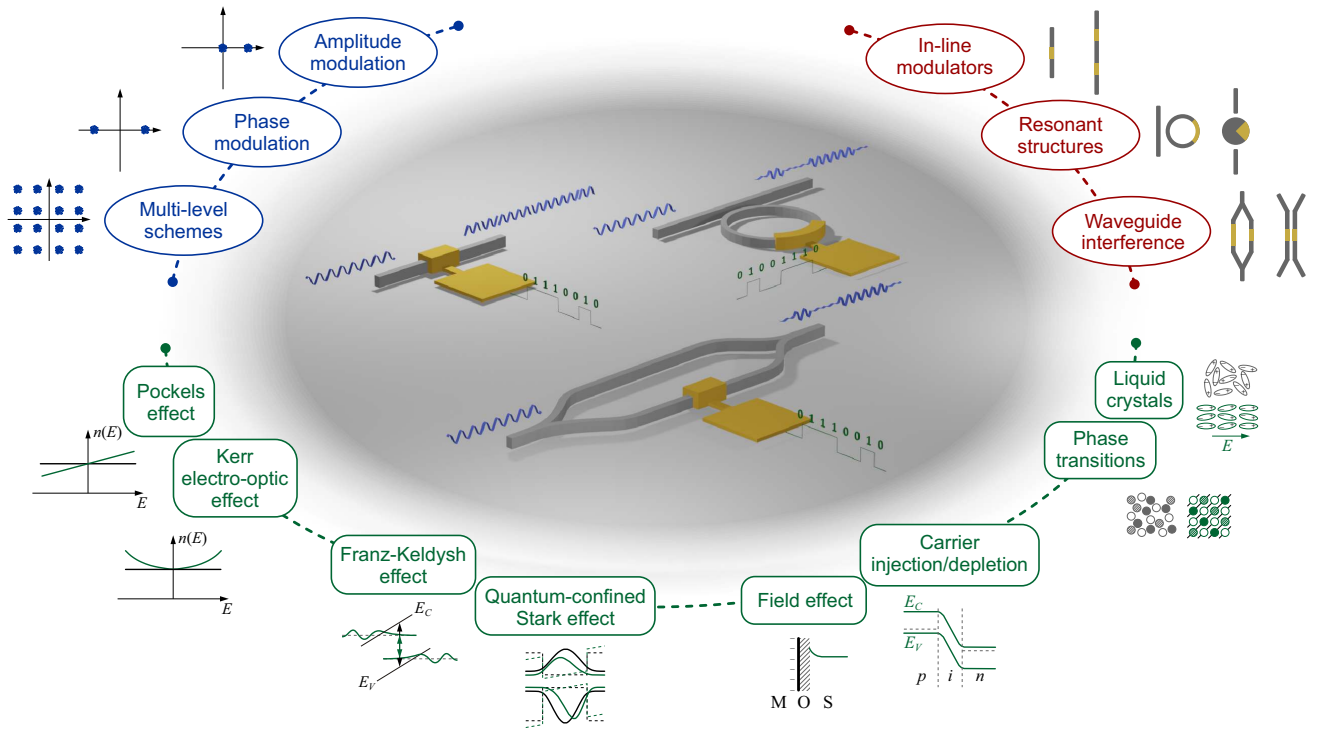 Amplitude
modulation
Phase
modulation
Multi-level
schemes
In-line
modulators
Resonant
structures
Waveguide
interference
0 1 1 1 0 0 1 0
0 1 0 0 1 1 1 0
0 1 1 1 0 0 1 0
Pockels
effect
n(E)
E
Kerr
electro-optic
effect
n(E)
E
Franz-Keldysh
effect
E_C
E_V
Quantum-confined
Stark effect
Field effect
M O S
Carrier
injection/depletion
E_C
E_V
p i n
Phase
transitions
Liquid
crystals
E